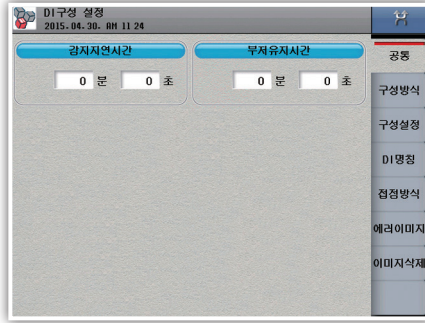 DI구성 설정
2015.04.30. AM 11 24
감지지연시간
부저유지시간
0 분 0 초
0 분 0 초
공통
구성방식
구성설정
DI명칭
접점방식
에러이미지
이미지삭제